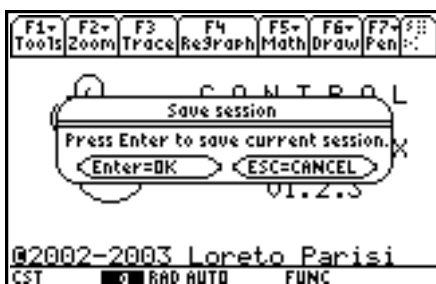 F1▾ F2▾ F3 F4 F5▾ F6▾ F7▾
Tools Zoom Trace ReGraph Math Draw Pen
C O N T R O L
Save session
Press Enter to save current session.
Enter=OK ESC=CANCEL
X
V1.2.3
©2002-2003 Loreto Parisi
CST RAD AUTO FUNC